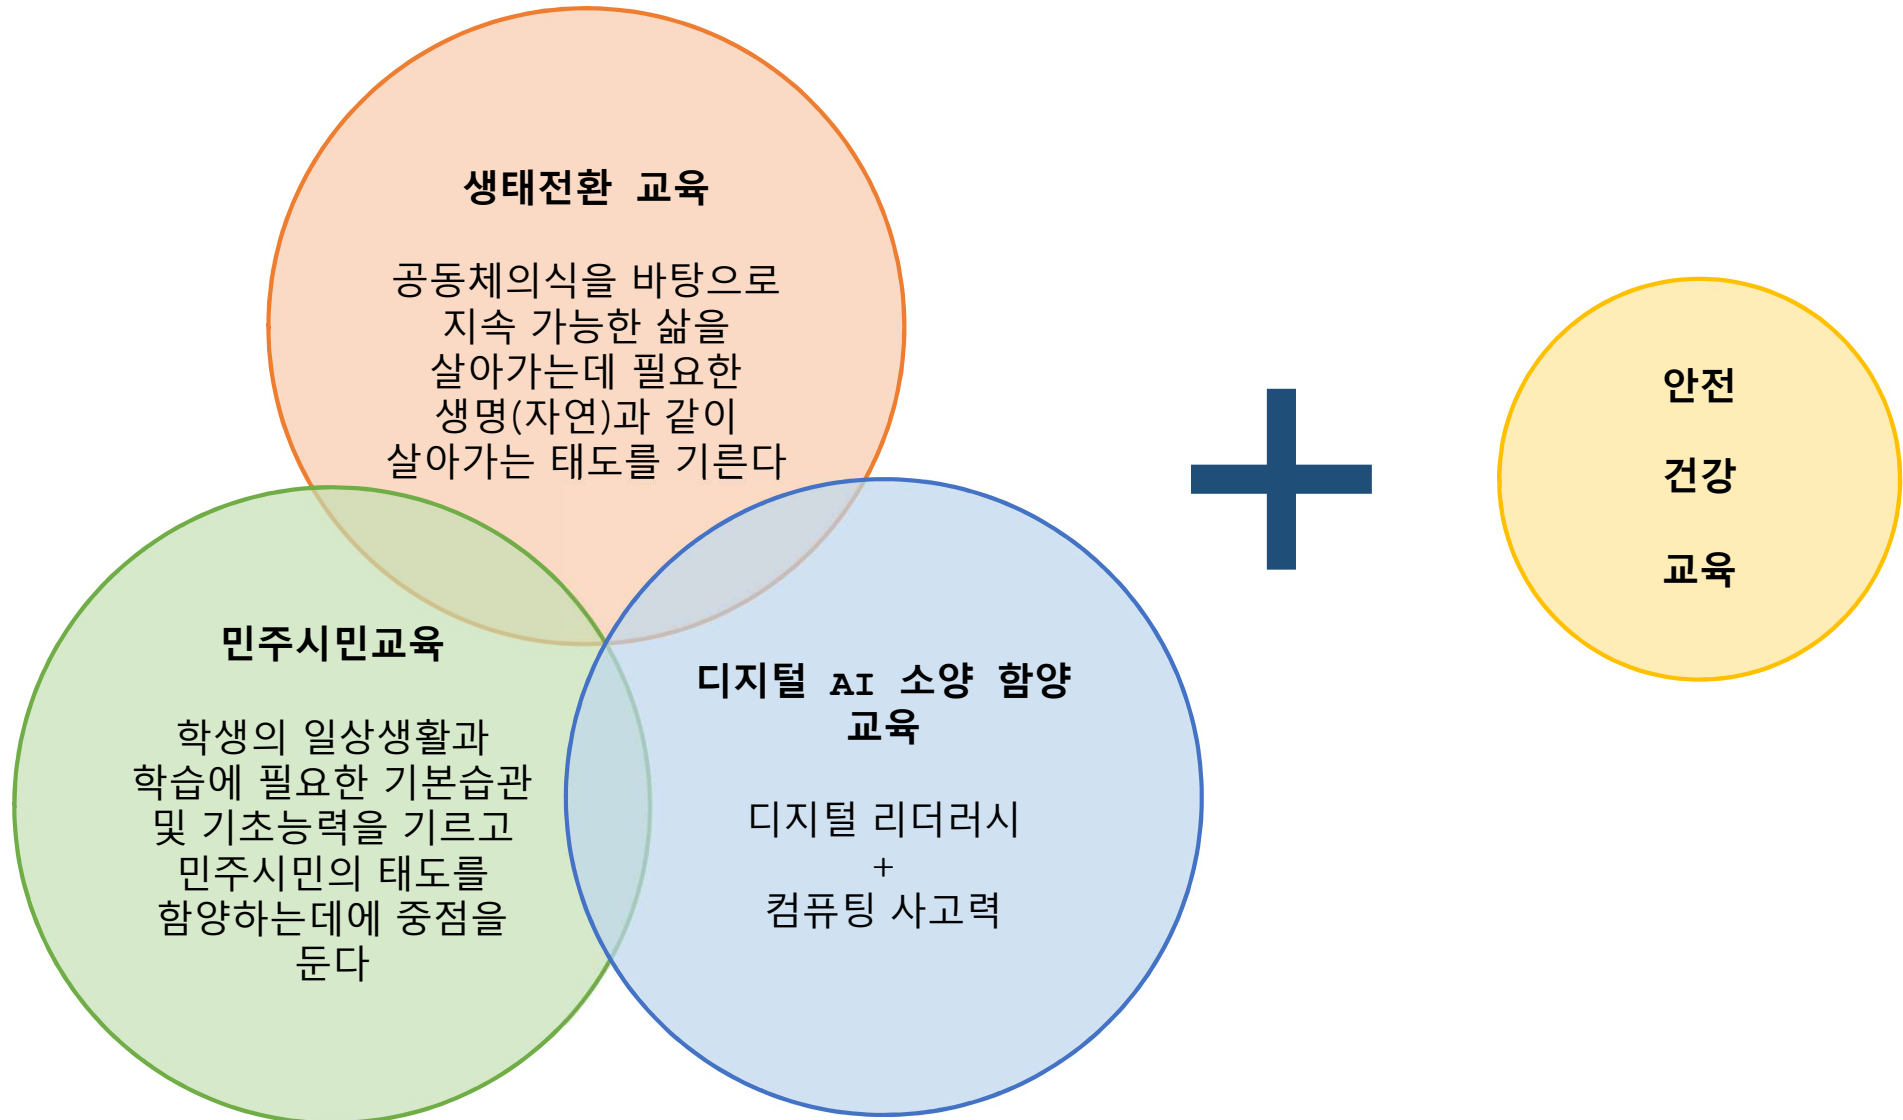 생태전환 교육
공동체의식을 바탕으로
지속 가능한 삶을
살아가는데 필요한
생명(자연)과 같이
살아가는 태도를 기른다
민주시민교육
학생의 일상생활과
학습에 필요한 기본습관
및 기초능력을 기르고
민주시민의 태도를
함양하는데에 중점을
둔다
디지털 AI 소양 함양
교육
디지털 리더러시
+
컴퓨팅 사고력
안전
건강
교육